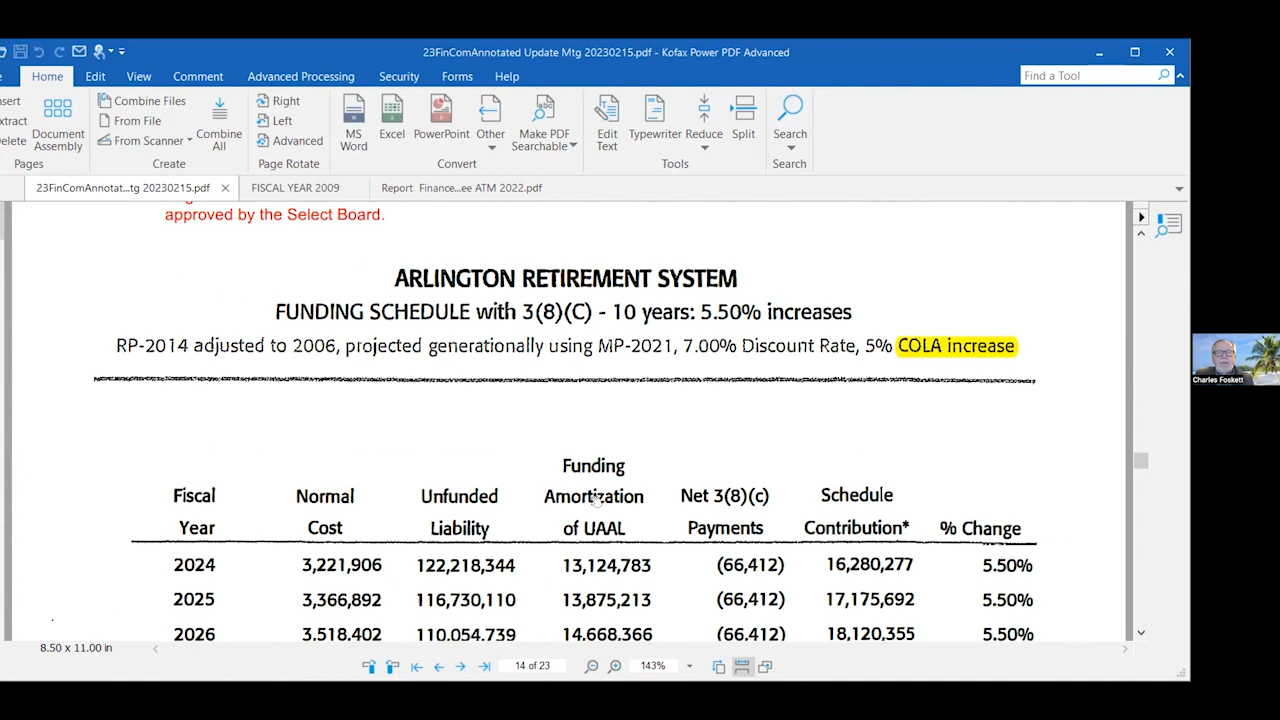 23FinComAnnotated Update Mtg 20230215.pdf - Kofax Power PDF Advanced
Home Edit View Comment Advanced Processing Security Forms Help
Find a Tool
nsert
xtract
elete
Document
Assembly
Pages
Combine Files
From File
From Scanner
Combine
All
Create
Right
Left
Advanced
Page Rotate
MS
Word
Excel
PowerPoint
Other
Make PDF
Searchable
Convert
Edit
Text
Typewriter
Reduce
Split
Tools
Search
Search
23FinComAnnotat...tg 20230215.pdf
FISCAL YEAR 2009
Report Finance...ee ATM 2022.pdf
approved by the Select Board.
ARLINGTON RETIREMENT SYSTEM
FUNDING SCHEDULE with 3(8)(C) - 10 years: 5.50% increases
RP-2014 adjusted to 2006, projected generationally using MP-2021, 7.00% Discount Rate, 5% COLA increase
Charles Foskett
Funding
Fiscal Normal Unfunded Amortization Net 3(8)(c) Schedule
Year Cost Liability of UAAL Payments Contribution* % Change
2024 3,221,906 122,218,344 13,124,783 (66,412) 16,280,277 5.50%
2025 3,366,892 116,730,110 13,875,213 (66,412) 17,175,692 5.50%
2026 3,518,402 110,054,739 14,668,366 (66,412) 18,120,355 5.50%
8.50 x 11.00 in
14 of 23
143%